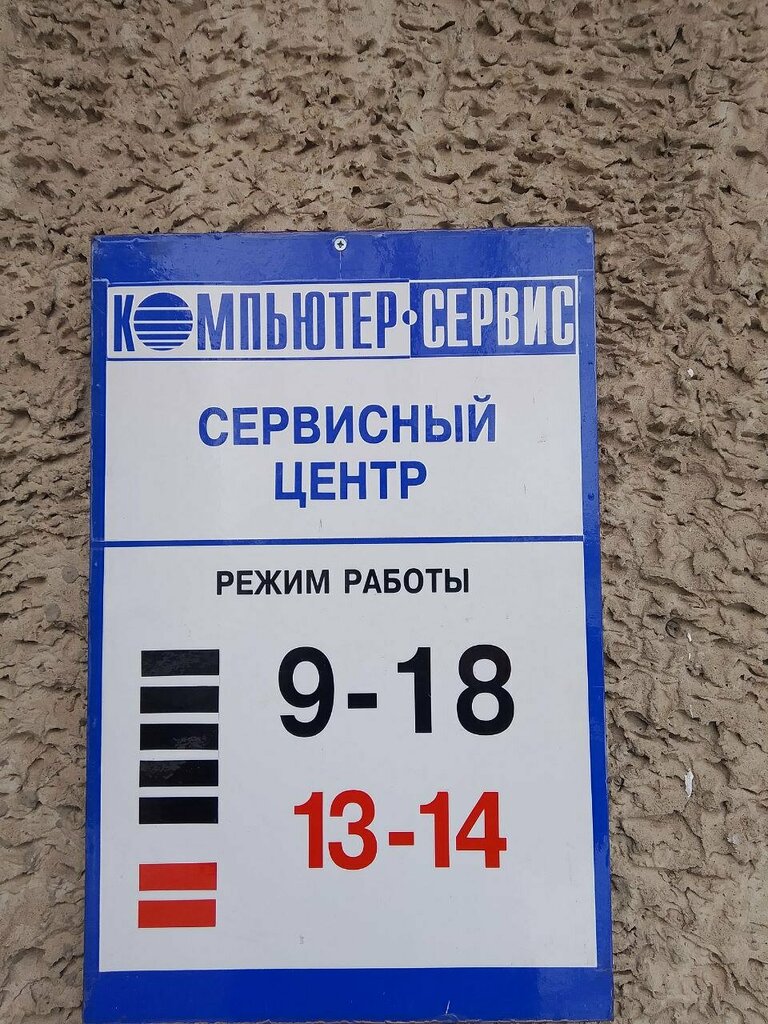 КОМПЬЮТЕР·СЕРВИС
СЕРВИСНЫЙ
ЦЕНТР
РЕЖИМ РАБОТЫ
9-18
13-14